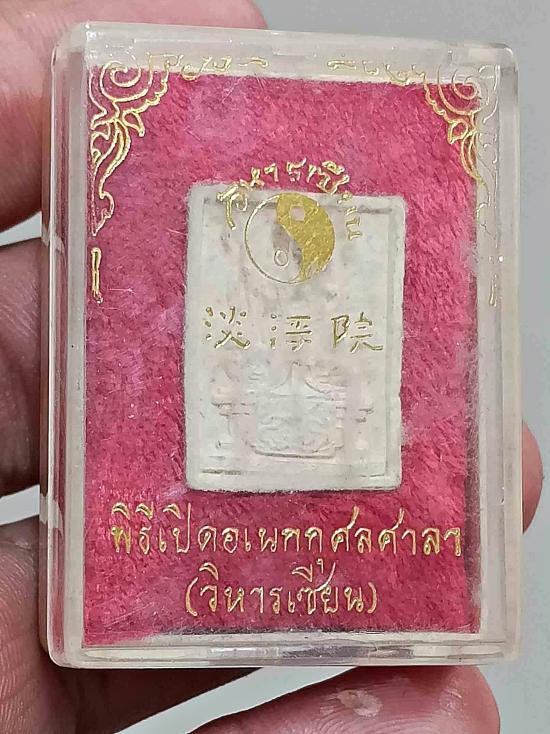 วิหารเซียน
淡浮院
พิธีเปิดอเนกกุศลศาลา
(วิหารเซียน)